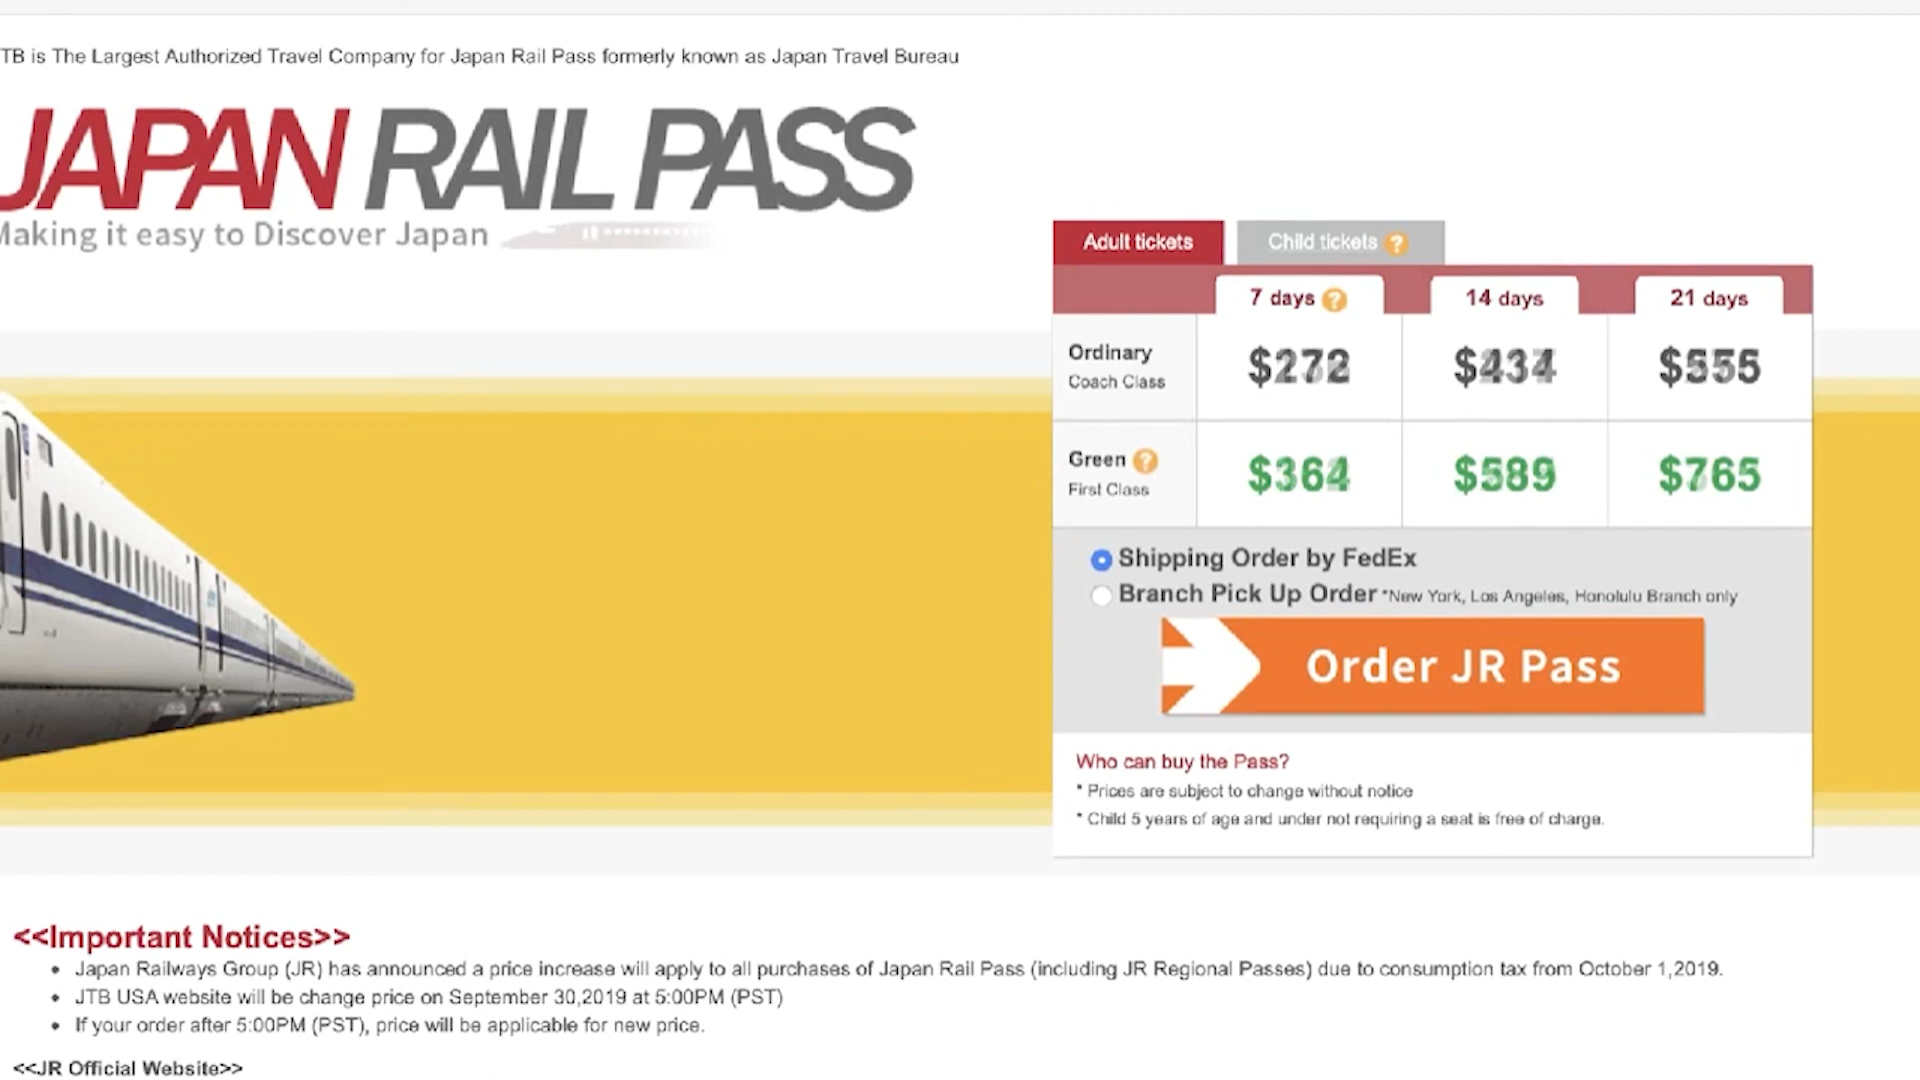 TB is The Largest Authorized Travel Company for Japan Rail Pass formerly known as Japan Travel Bureau
JAPAN RAIL PASS
Making it easy to Discover Japan
Adult tickets
Child tickets ?
7 days ?
14 days
21 days
Ordinary
Coach Class
$272
$434
$555
Green ?
First Class
$364
$589
$765
Shipping Order by FedEx
Branch Pick Up Order *New York, Los Angeles, Honolulu Branch only
Order JR Pass
Who can buy the Pass?
* Prices are subject to change without notice
* Child 5 years of age and under not requiring a seat is free of charge.
<<Important Notices>>
• Japan Railways Group (JR) has announced a price increase will apply to all purchases of Japan Rail Pass (including JR Regional Passes) due to consumption tax from October 1,2019.
• JTB USA website will be change price on September 30,2019 at 5:00PM (PST)
• If your order after 5:00PM (PST), price will be applicable for new price.
<<JR Official Website>>